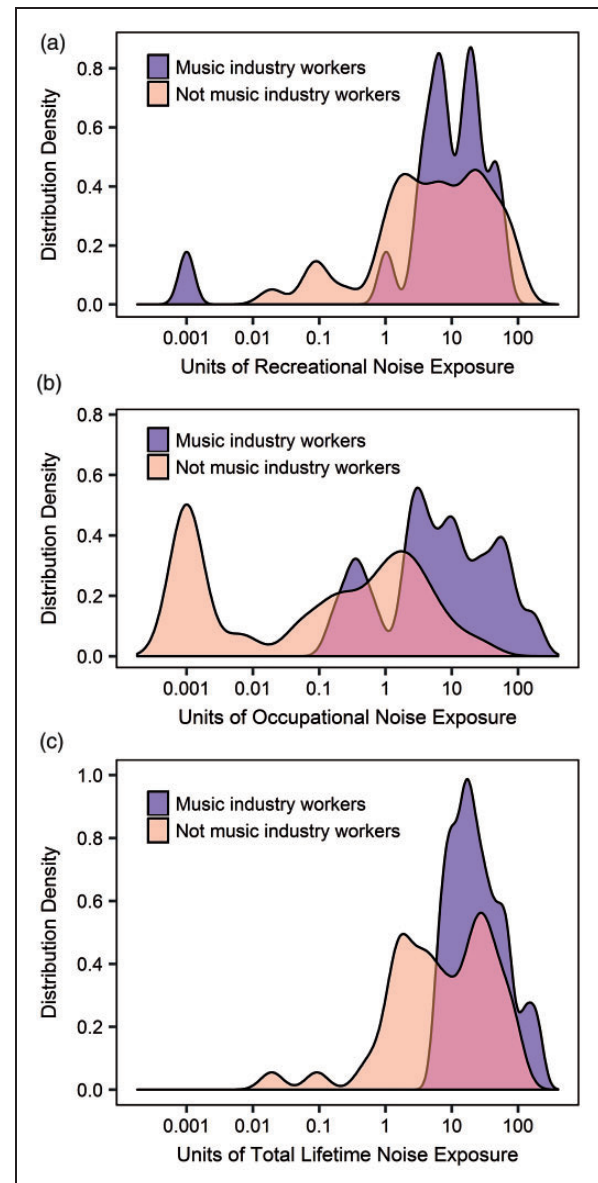 (a)
Music industry workers
Not music industry workers
Distribution Density
0.8
0.6
0.4
0.2
0.0
0.001 0.01 0.1 1 10 100
Units of Recreational Noise Exposure
(b)
Music industry workers
Not music industry workers
Distribution Density
0.8
0.6
0.4
0.2
0.0
0.001 0.01 0.1 1 10 100
Units of Occupational Noise Exposure
(c)
Music industry workers
Not music industry workers
Distribution Density
1.0
0.8
0.6
0.4
0.2
0.0
0.001 0.01 0.1 1 10 100
Units of Total Lifetime Noise Exposure